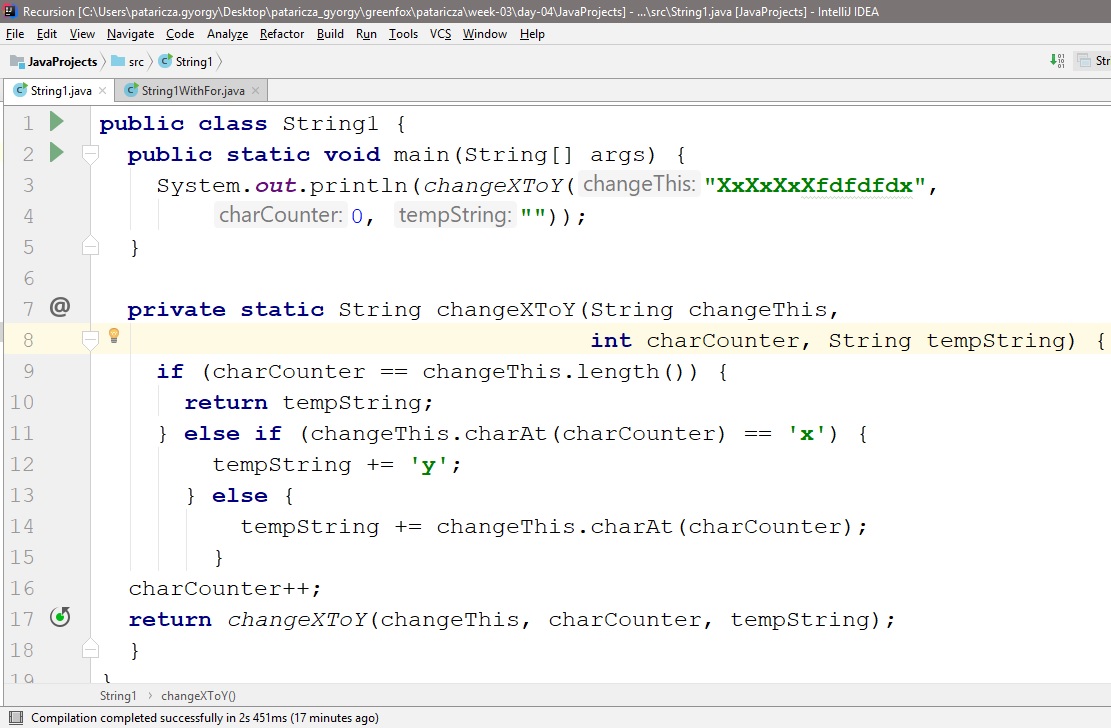 Recursion [C:\Users\pataricza.gyorgy\Desktop\pataricza_gyorgy\greenfox\pataricza\week-03\day-04\JavaProjects] - ...\src\String1.java [JavaProjects] - IntelliJ IDEA
File Edit View Navigate Code Analyze Refactor Build Run Tools VCS Window Help
JavaProjects src String1 Str
String1.java String1WithFor.java
1 public class String1 {
2 public static void main(String[] args) {
3 System.out.println(changeXToY( changeThis: "XxXxXxXfdfdfdx",
4 charCounter: 0, tempString: ""));
5 }
6
7 @ private static String changeXToY(String changeThis,
8 int charCounter, String tempString) {
9 if (charCounter == changeThis.length()) {
10 return tempString;
11 } else if (changeThis.charAt(charCounter) == 'x') {
12 tempString += 'y';
13 } else {
14 tempString += changeThis.charAt(charCounter);
15 }
16 charCounter++;
17 return changeXToY(changeThis, charCounter, tempString);
18 }
19 }
String1 › changeXToY()
Compilation completed successfully in 2s 451ms (17 minutes ago)